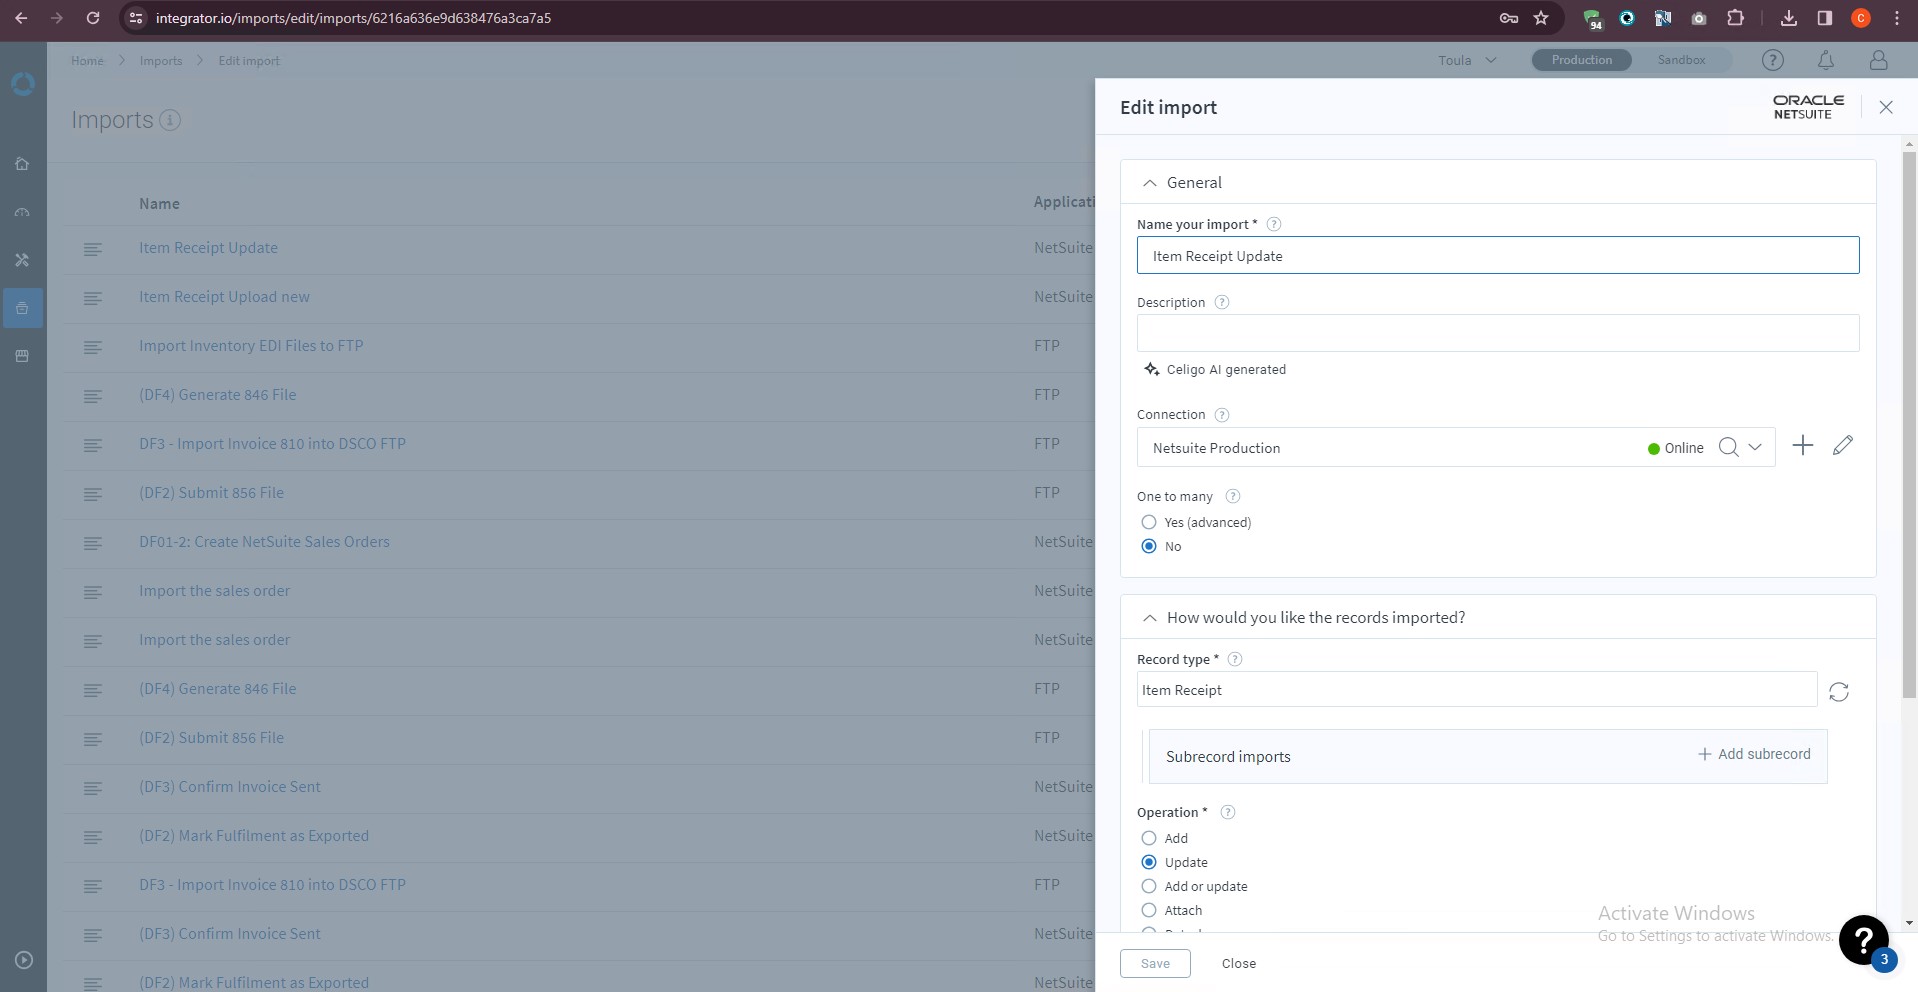 integrator.io/imports/edit/imports/6216a636e9d638476a3ca7a5
94
C
Home
Imports
Edit import
Toula
Production
Sandbox
?
Imports
Name
Applicati
Item Receipt Update
NetSuite
Item Receipt Upload new
NetSuite
Import Inventory EDI Files to FTP
FTP
(DF4) Generate 846 File
FTP
DF3 - Import Invoice 810 into DSCO FTP
FTP
(DF2) Submit 856 File
FTP
DF01-2: Create NetSuite Sales Orders
NetSuite
Import the sales order
NetSuite
Import the sales order
NetSuite
(DF4) Generate 846 File
FTP
(DF2) Submit 856 File
FTP
(DF3) Confirm Invoice Sent
NetSuite
(DF2) Mark Fulfilment as Exported
NetSuite
DF3 - Import Invoice 810 into DSCO FTP
FTP
(DF3) Confirm Invoice Sent
NetSuite
(DF2) Mark Fulfilment as Exported
NetSuite
Edit import
ORACLE
NETSUITE
General
Name your import * ?
Item Receipt Update
Description ?
Celigo AI generated
Connection ?
Netsuite Production
Online
One to many ?
Yes (advanced)
No
How would you like the records imported?
Record type * ?
Item Receipt
Subrecord imports
+ Add subrecord
Operation * ?
Add
Update
Add or update
Attach
Activate Windows
Go to Settings to activate Windows.
?
3
Save
Close